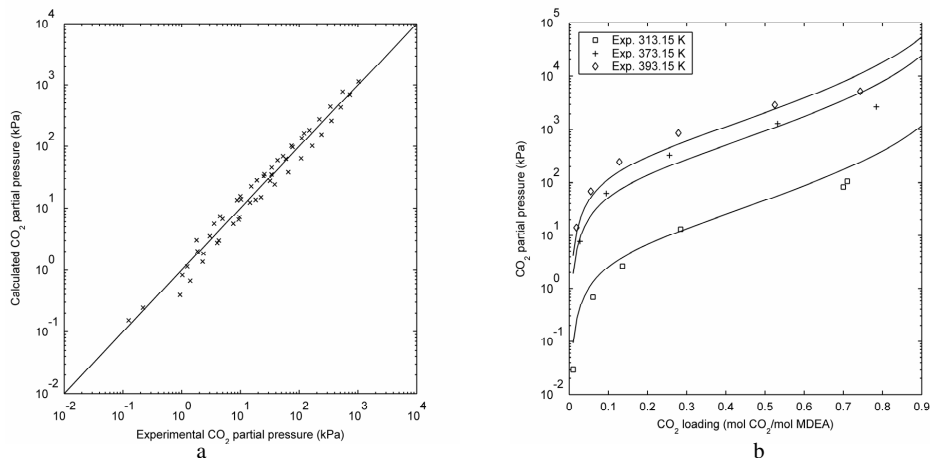 10^4
10^3
10^2
10^1
10^0
10^-1
10^-2
Calculated CO2 partial pressure (kPa)
10^-2 10^-1 10^0 10^1 10^2 10^3 10^4
Experimental CO2 partial pressure (kPa)
a
10^5
10^4
10^3
10^2
10^1
10^0
10^-1
10^-2
CO2 partial pressure (kPa)
Exp. 313.15 K
Exp. 373.15 K
Exp. 393.15 K
0 0.1 0.2 0.3 0.4 0.5 0.6 0.7 0.8 0.9
CO2 loading (mol CO2/mol MDEA)
b